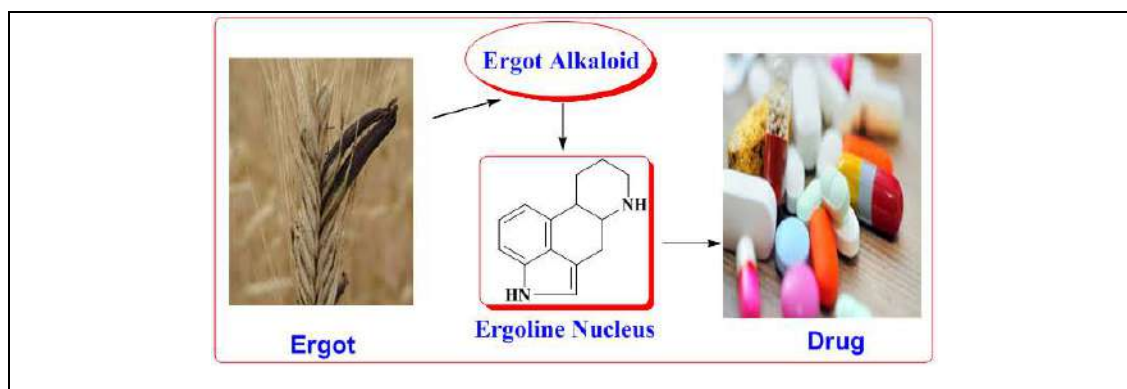 Ergot Alkaloid
NH
HN
Ergoline Nucleus
Ergot
Drug